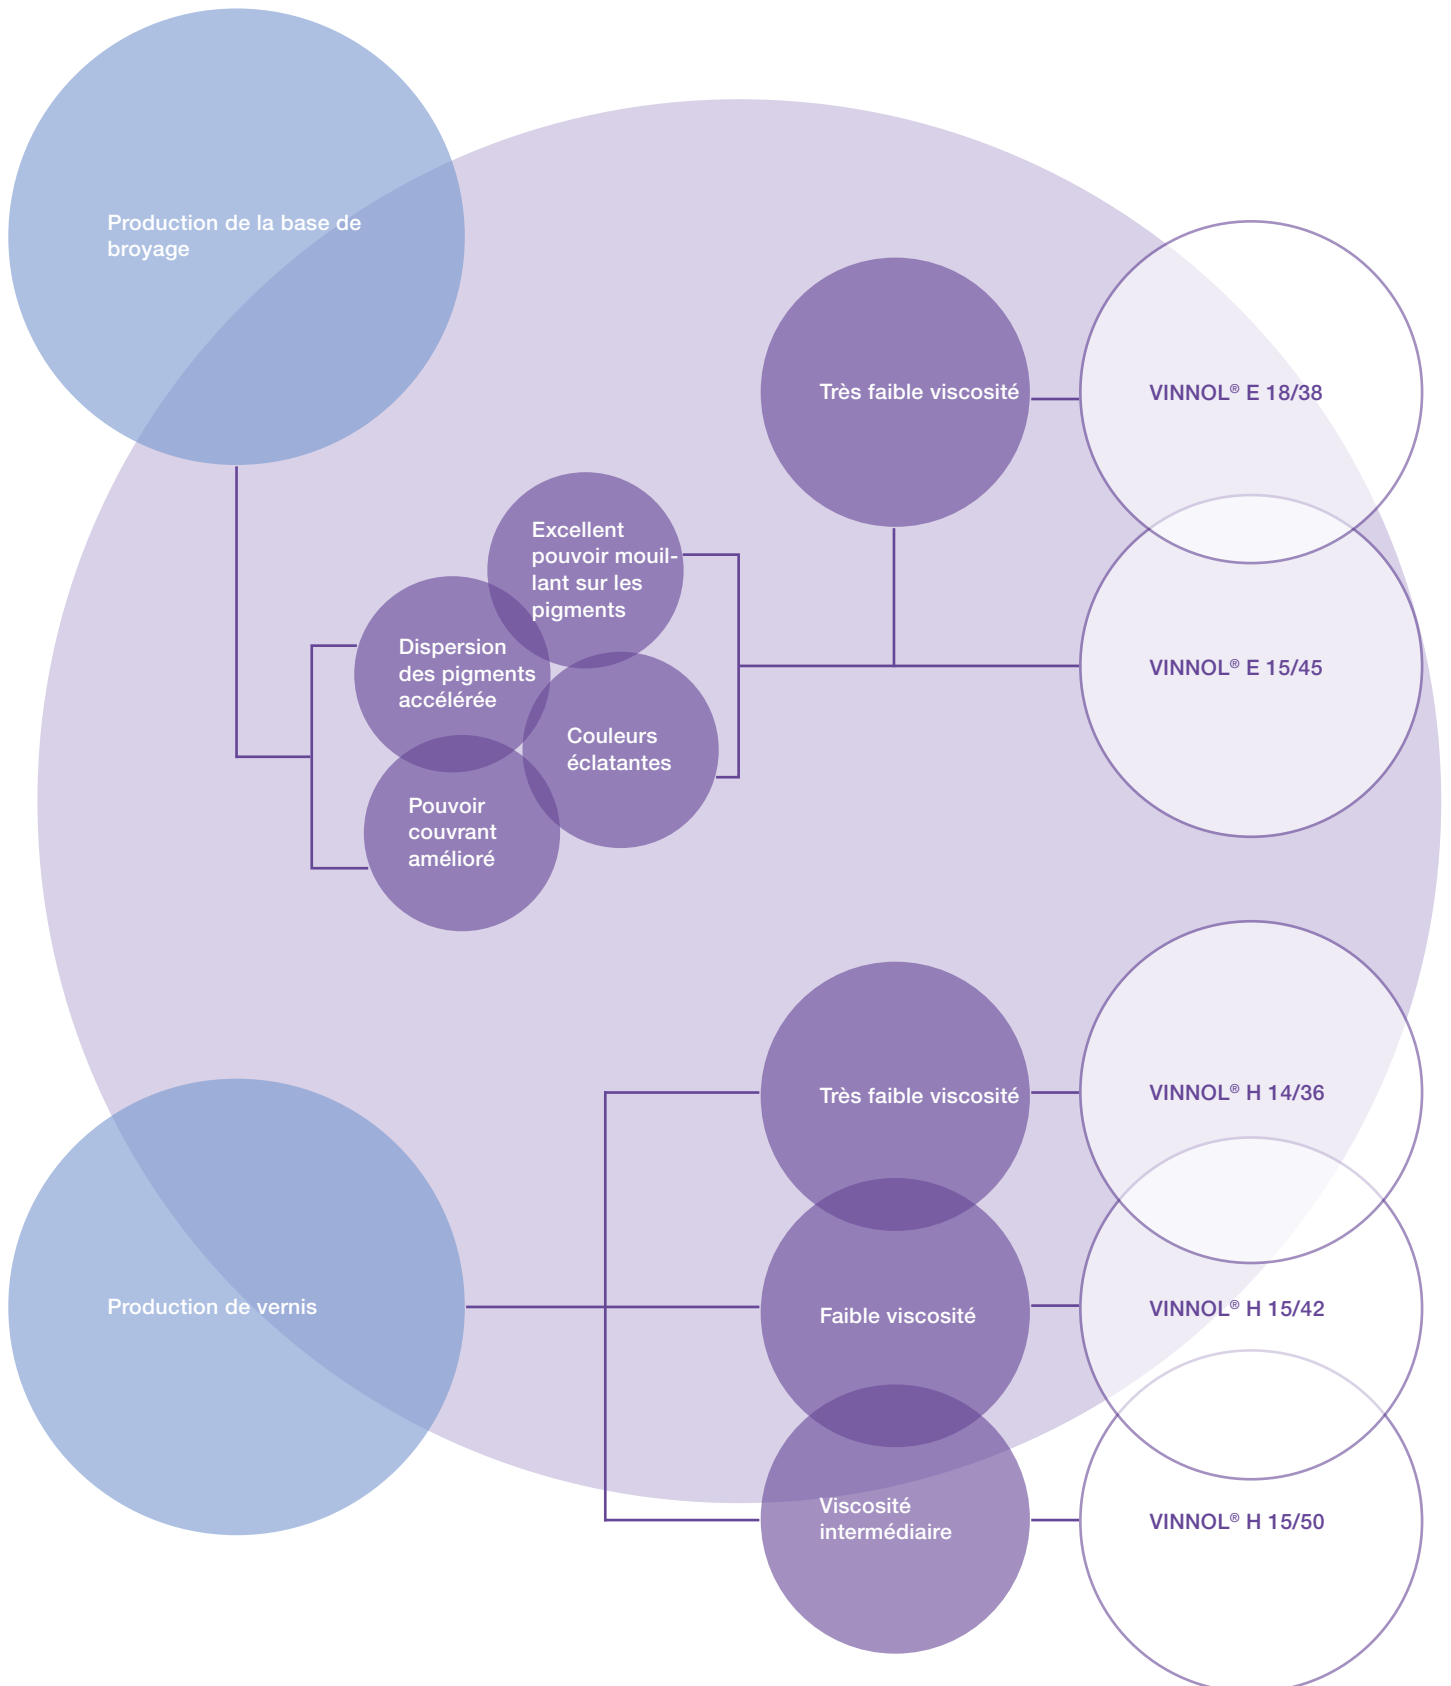 Production de la base de
broyage
Très faible viscosité
VINNOL® E 18/38
Excellent
pouvoir mouil-
lant sur les
pigments
Dispersion
des pigments
accélérée
VINNOL® E 15/45
Couleurs
éclatantes
Pouvoir
couvrant
amélioré
Très faible viscosité
VINNOL® H 14/36
Production de vernis
Faible viscosité
VINNOL® H 15/42
Viscosité
intermédiaire
VINNOL® H 15/50